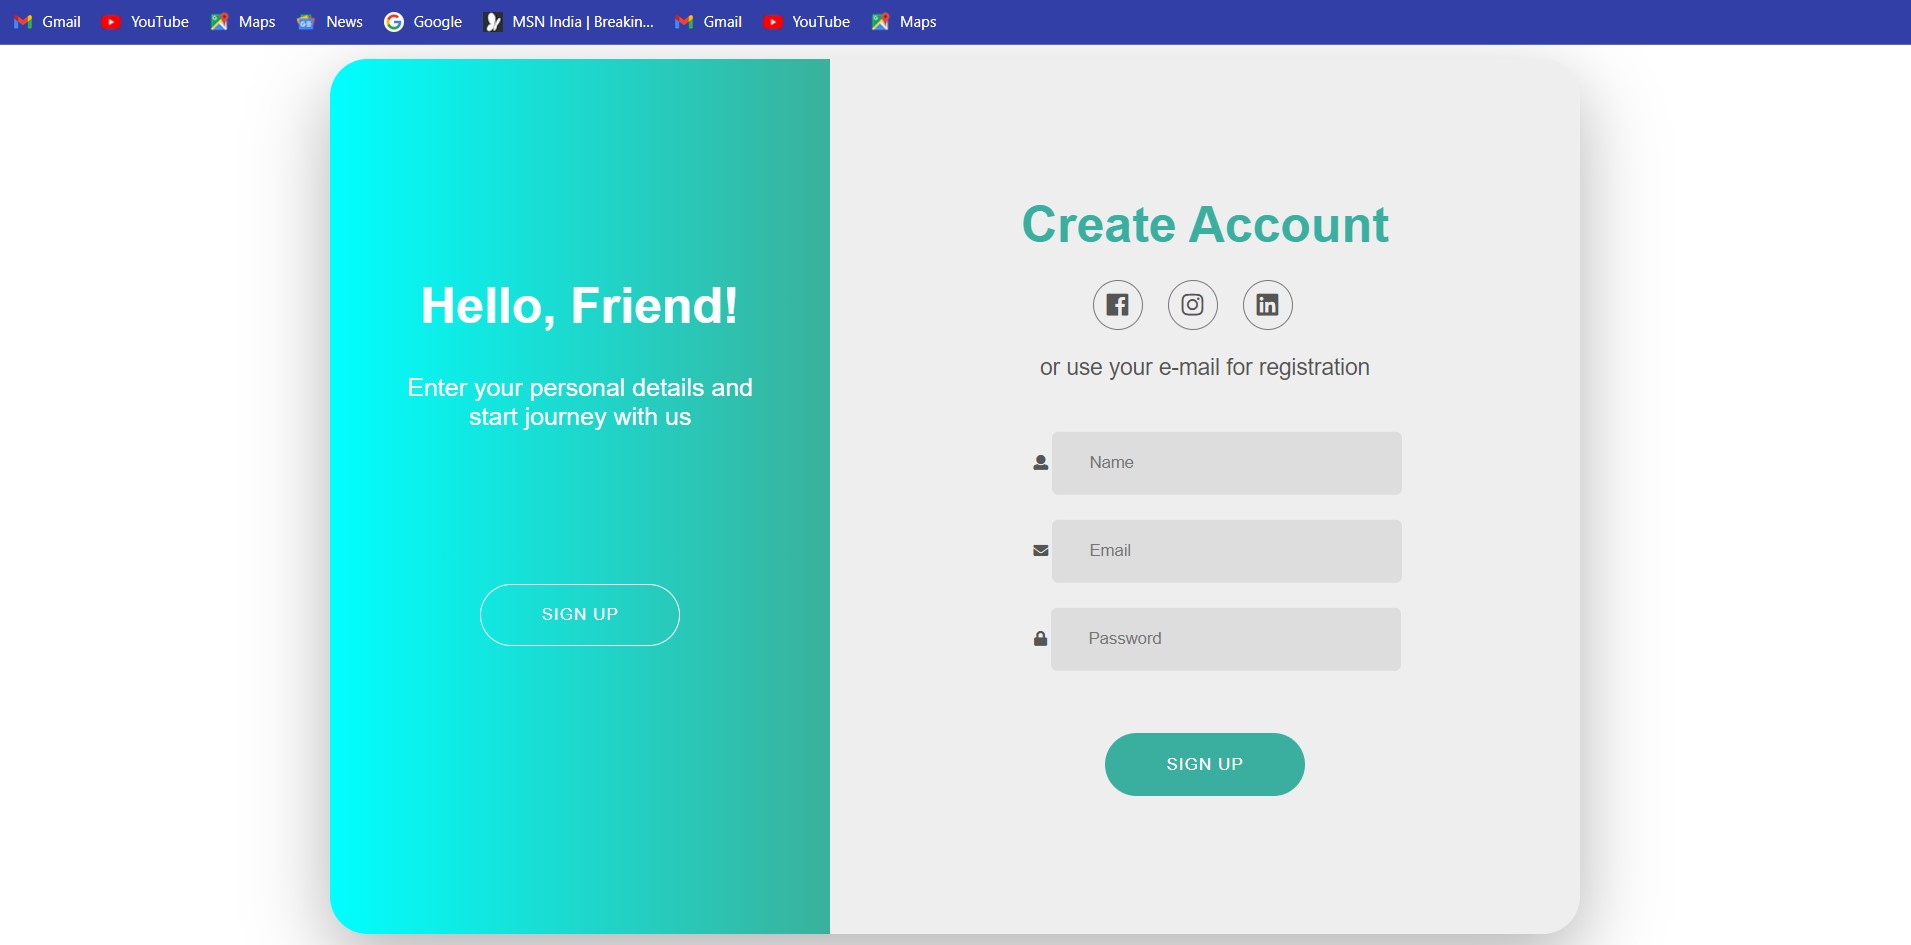 Gmail YouTube Maps News Google MSN India | Breakin... Gmail YouTube Maps
Hello, Friend!
Enter your personal details and
start journey with us
SIGN UP
Create Account
or use your e-mail for registration
Name
Email
Password
SIGN UP